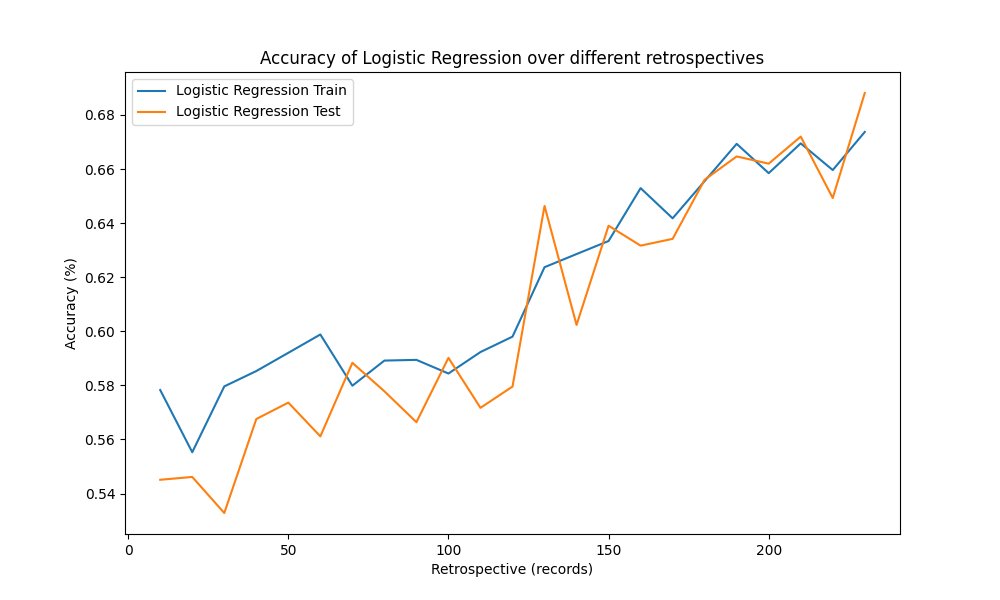 Accuracy of Logistic Regression over different retrospectives
Logistic Regression Train
Logistic Regression Test
0.68
0.66
0.64
0.62
0.60
0.58
0.56
0.54
Accuracy (%)
0
50
100
150
200
Retrospective (records)